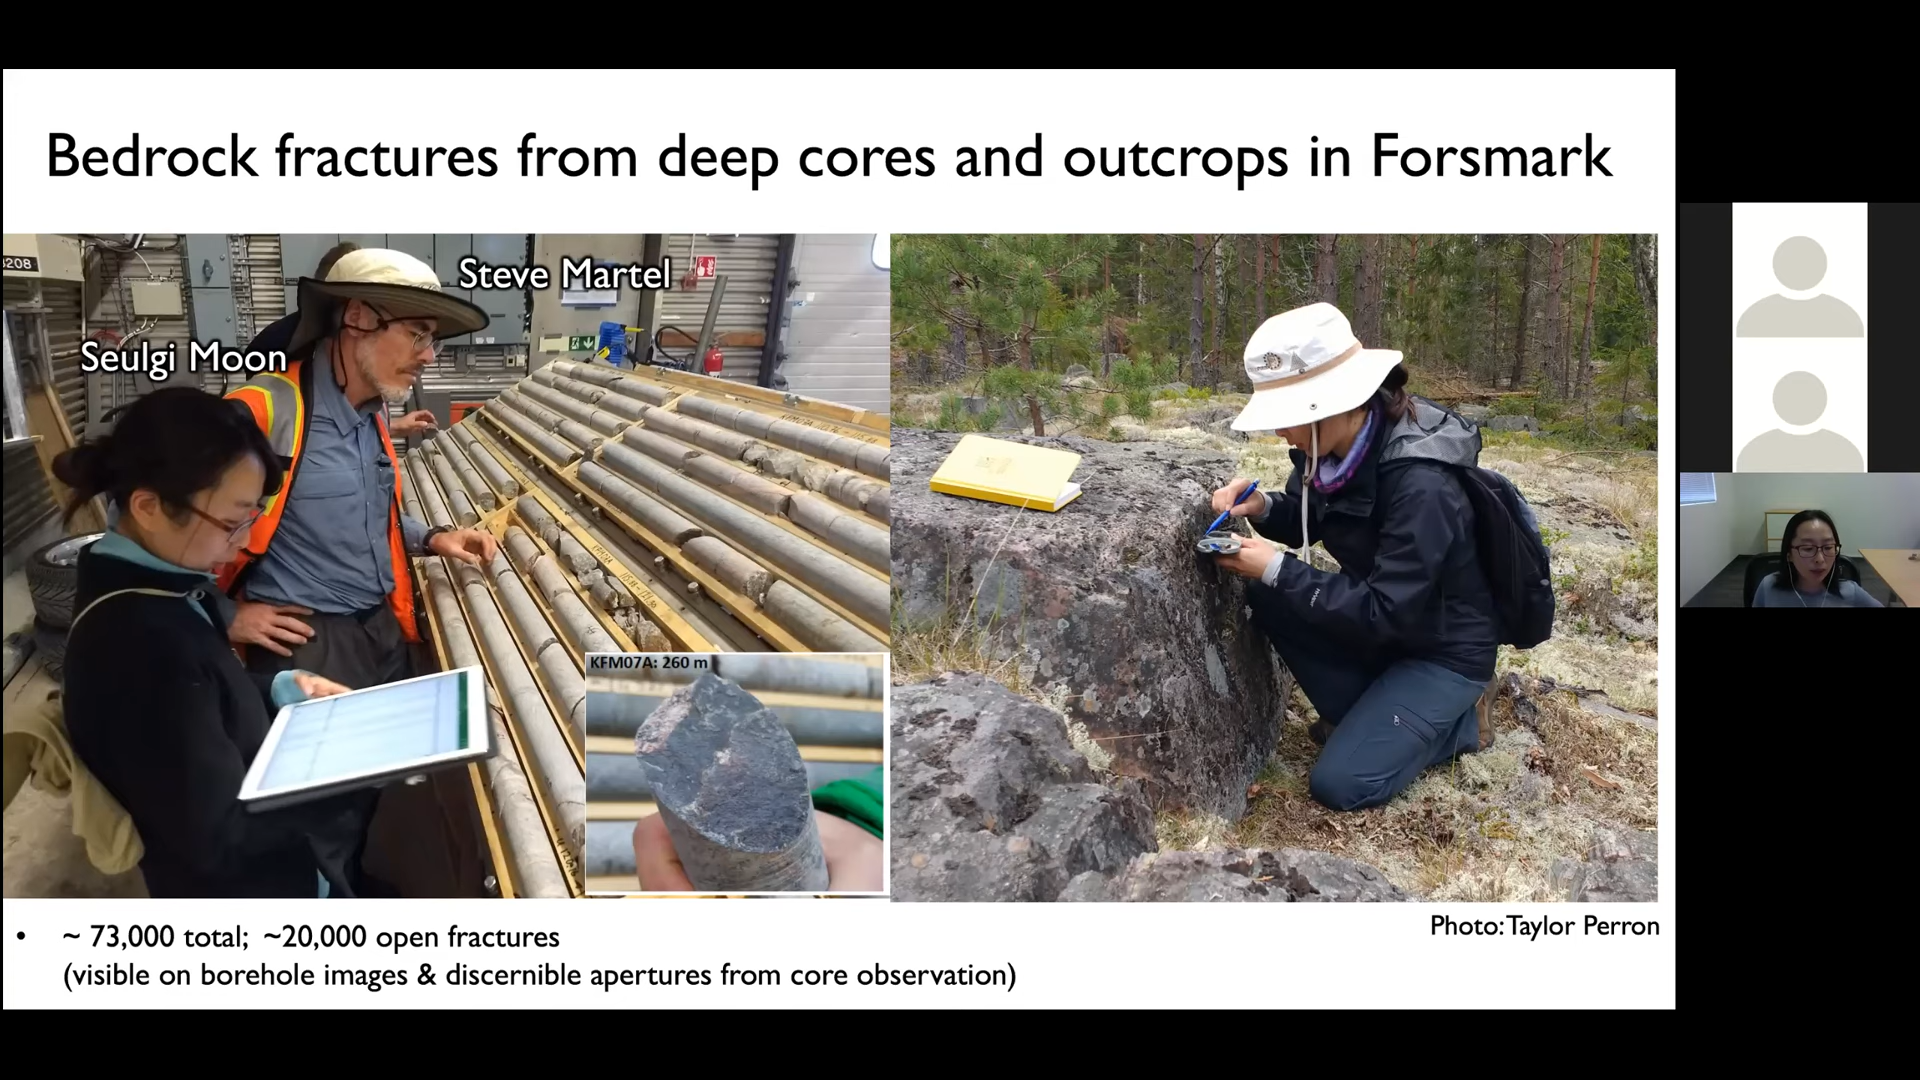 Bedrock fractures from deep cores and outcrops in Forsmark
208
Steve Martel
Seulgi Moon
KFM07A: 260 m
Photo: Taylor Perron
• ~ 73,000 total; ~20,000 open fractures
(visible on borehole images & discernible apertures from core observation)